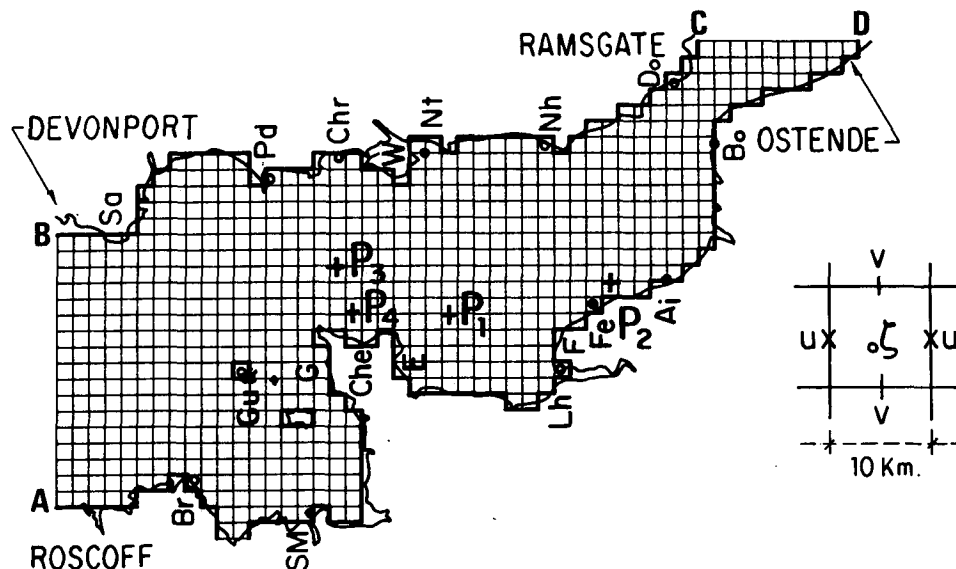 C D
RAMSGATE
Do
DEVONPORT
Pd
Chr
W
Nt
Nh
Bo
OSTENDE
Sa
B
+P3
+P4
+P1
+
P2
Fe
Ai
F
E
Che
G
Gu
Lh
A
Br
SM
ROSCOFF
v
u ζ u
v
10 Km.